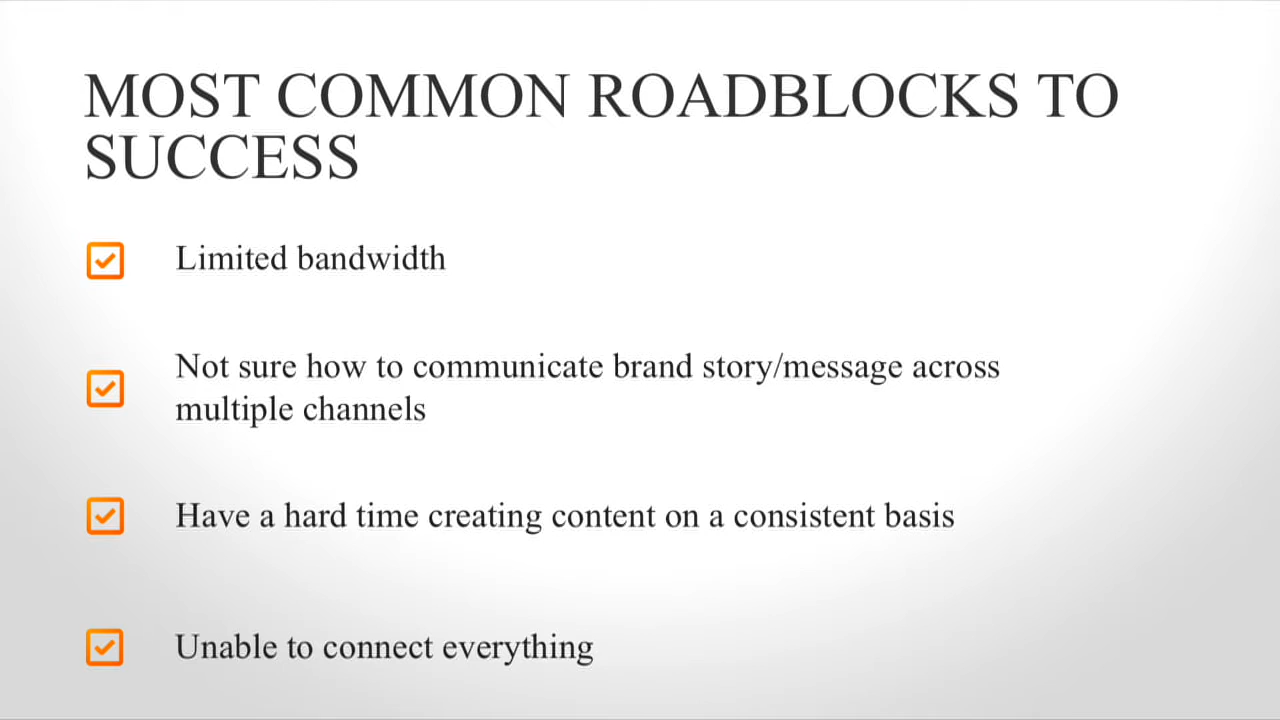 MOST COMMON ROADBLOCKS TO
SUCCESS
Limited bandwidth
Not sure how to communicate brand story/message across
multiple channels
Have a hard time creating content on a consistent basis
Unable to connect everything